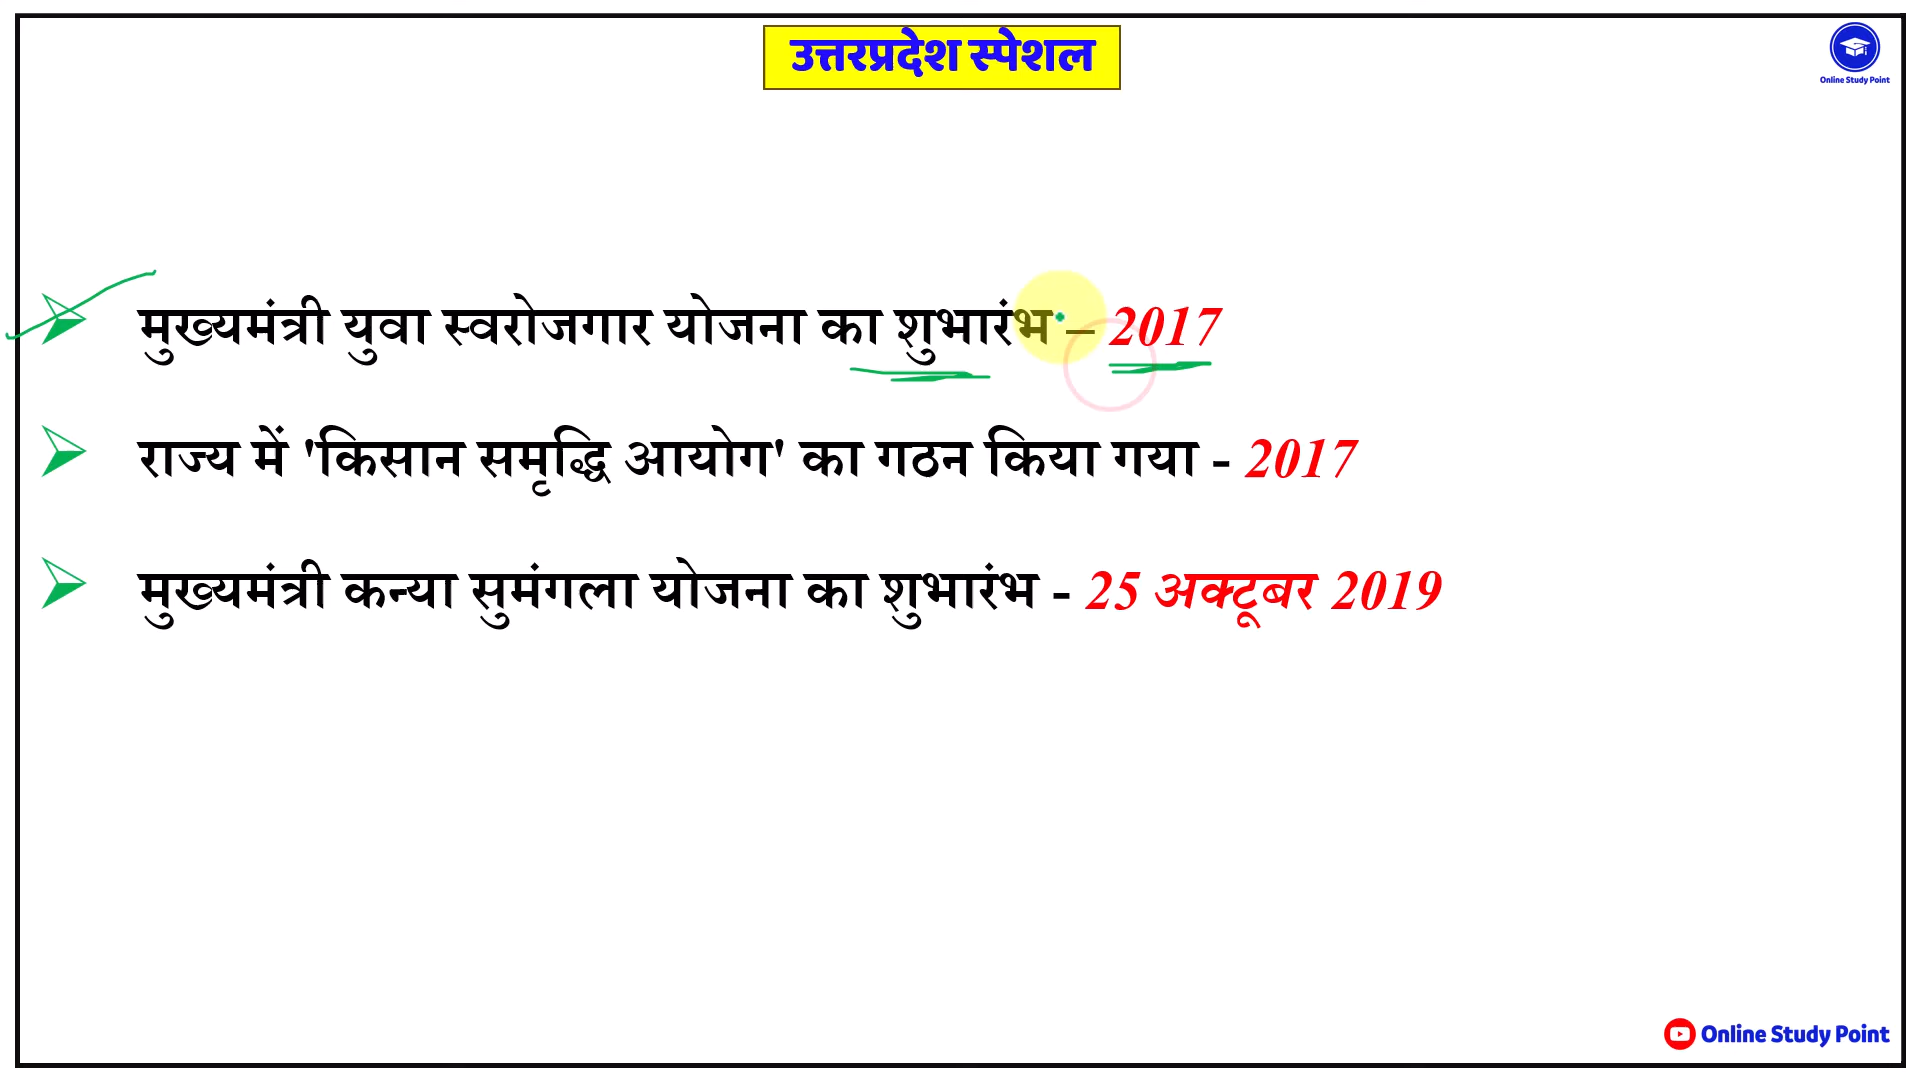 उत्तरप्रदेश स्पेशल
Online Study Point
मुख्यमंत्री युवा स्वरोजगार योजना का शुभारंभ – 2017
राज्य में 'किसान समृद्धि आयोग' का गठन किया गया - 2017
मुख्यमंत्री कन्या सुमंगला योजना का शुभारंभ - 25 अक्टूबर 2019
Online Study Point